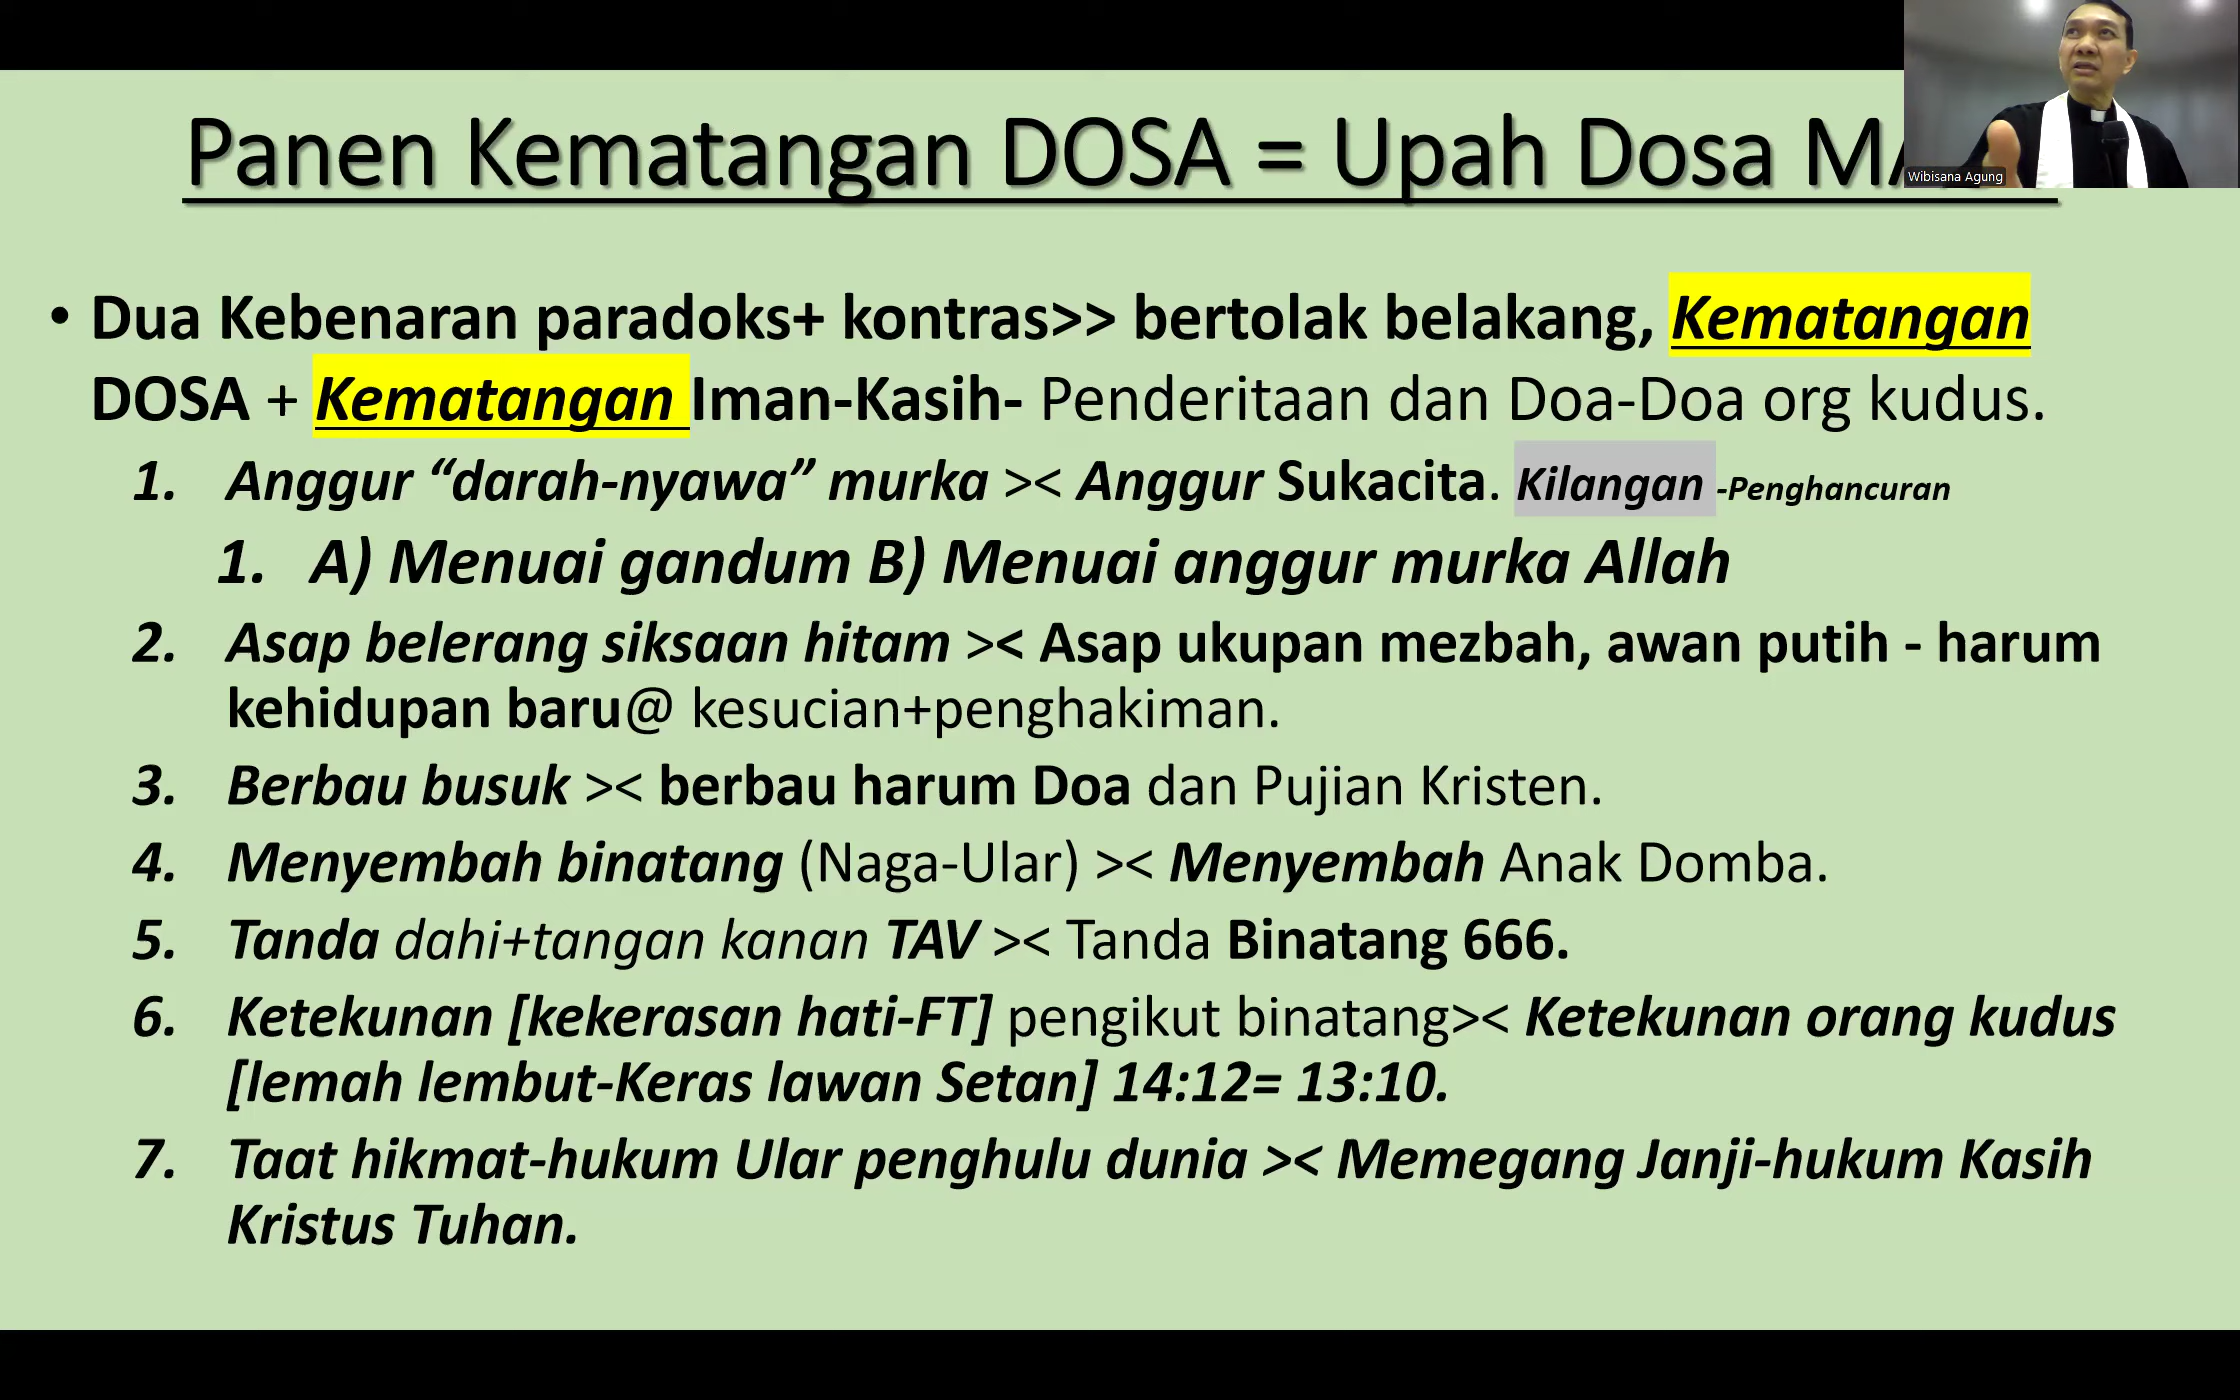 Panen Kematangan DOSA = Upah Dosa
Wibisana Agung
• Dua Kebenaran paradoks+ kontras>> bertolak belakang, Kematangan
DOSA + Kematangan Iman-Kasih- Penderitaan dan Doa-Doa org kudus.
1. Anggur “darah-nyawa” murka >< Anggur Sukacita. Kilangan -Penghancuran
1. A) Menuai gandum B) Menuai anggur murka Allah
2. Asap belerang siksaan hitam >< Asap ukupan mezbah, awan putih - harum
kehidupan baru@ kesucian+penghakiman.
3. Berbau busuk >< berbau harum Doa dan Pujian Kristen.
4. Menyembah binatang (Naga-Ular) >< Menyembah Anak Domba.
5. Tanda dahi+tangan kanan TAV >< Tanda Binatang 666.
6. Ketekunan [kekerasan hati-FT] pengikut binatang>< Ketekunan orang kudus
[lemah lembut-Keras lawan Setan] 14:12= 13:10.
7. Taat hikmat-hukum Ular penghulu dunia >< Memegang Janji-hukum Kasih
Kristus Tuhan.